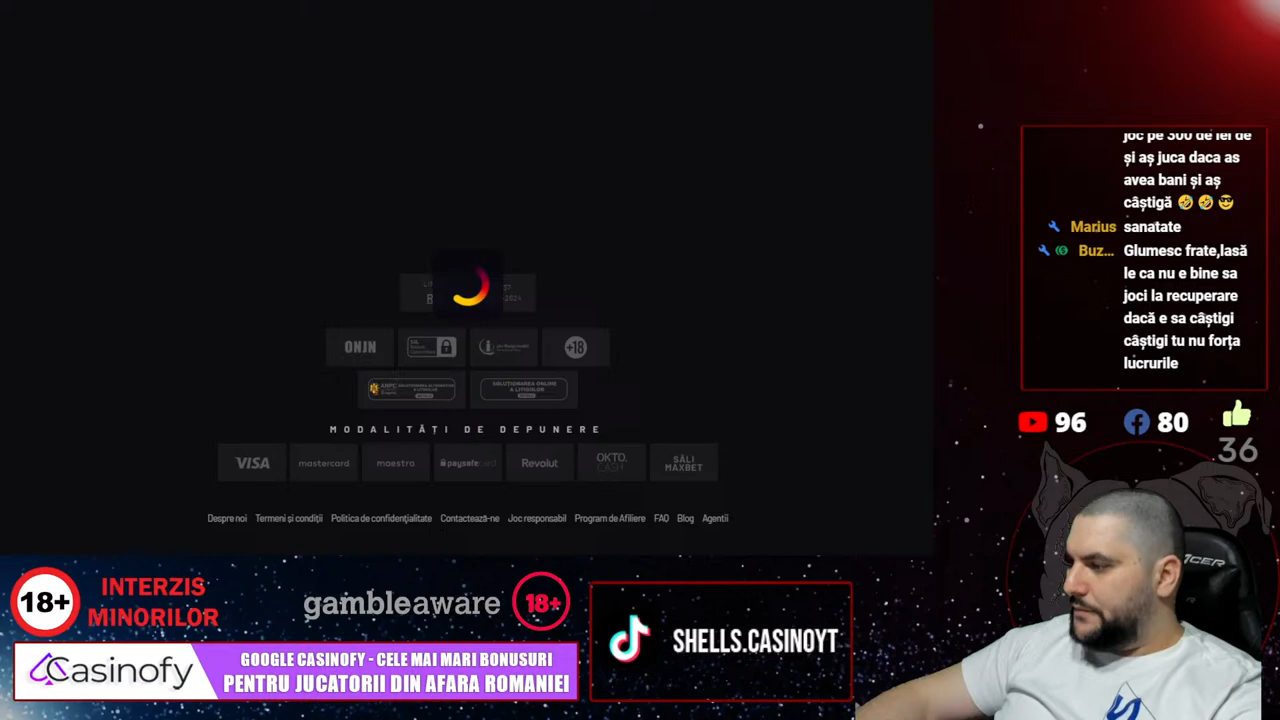 joc pe 300 de lei de
și aș juca daca as
avea bani și aș
câștigă 🤣 🤣 😎
Marius sanatate
Buz... Glumesc frate,lasă
le ca nu e bine sa
joci la recuperare
dacă e sa câștigi
câștigi tu nu forța
lucrurile
96
80
36
ONJN
+18
MODALITĂȚI DE DEPUNERE
VISA
mastercard
maestro
paysafecard
Revolut
OKTO.
CASH
SĂLI
MAXBET
Despre noi
Termeni și condiții
Politica de confidențialitate
Contactează-ne
Joc responsabil
Program de Afiliere
FAQ
Blog
Agentii
18+
INTERZIS
MINORILOR
gambleaware
18+
Casinofy
GOOGLE CASINOFY - CELE MAI MARI BONUSURI
PENTRU JUCATORII DIN AFARA ROMANIEI
SHELLS.CASINOYT